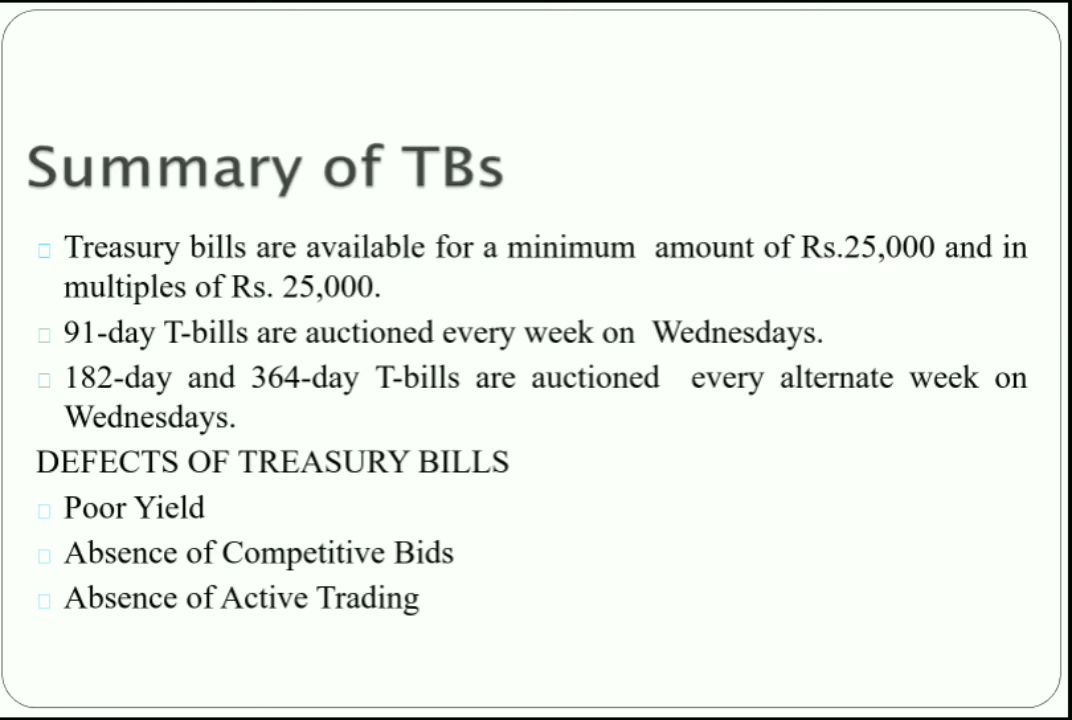 Summary of TBs
Treasury bills are available for a minimum amount of Rs.25,000 and in
multiples of Rs. 25,000.
91-day T-bills are auctioned every week on Wednesdays.
182-day and 364-day T-bills are auctioned every alternate week on
Wednesdays.
DEFECTS OF TREASURY BILLS
Poor Yield
Absence of Competitive Bids
Absence of Active Trading